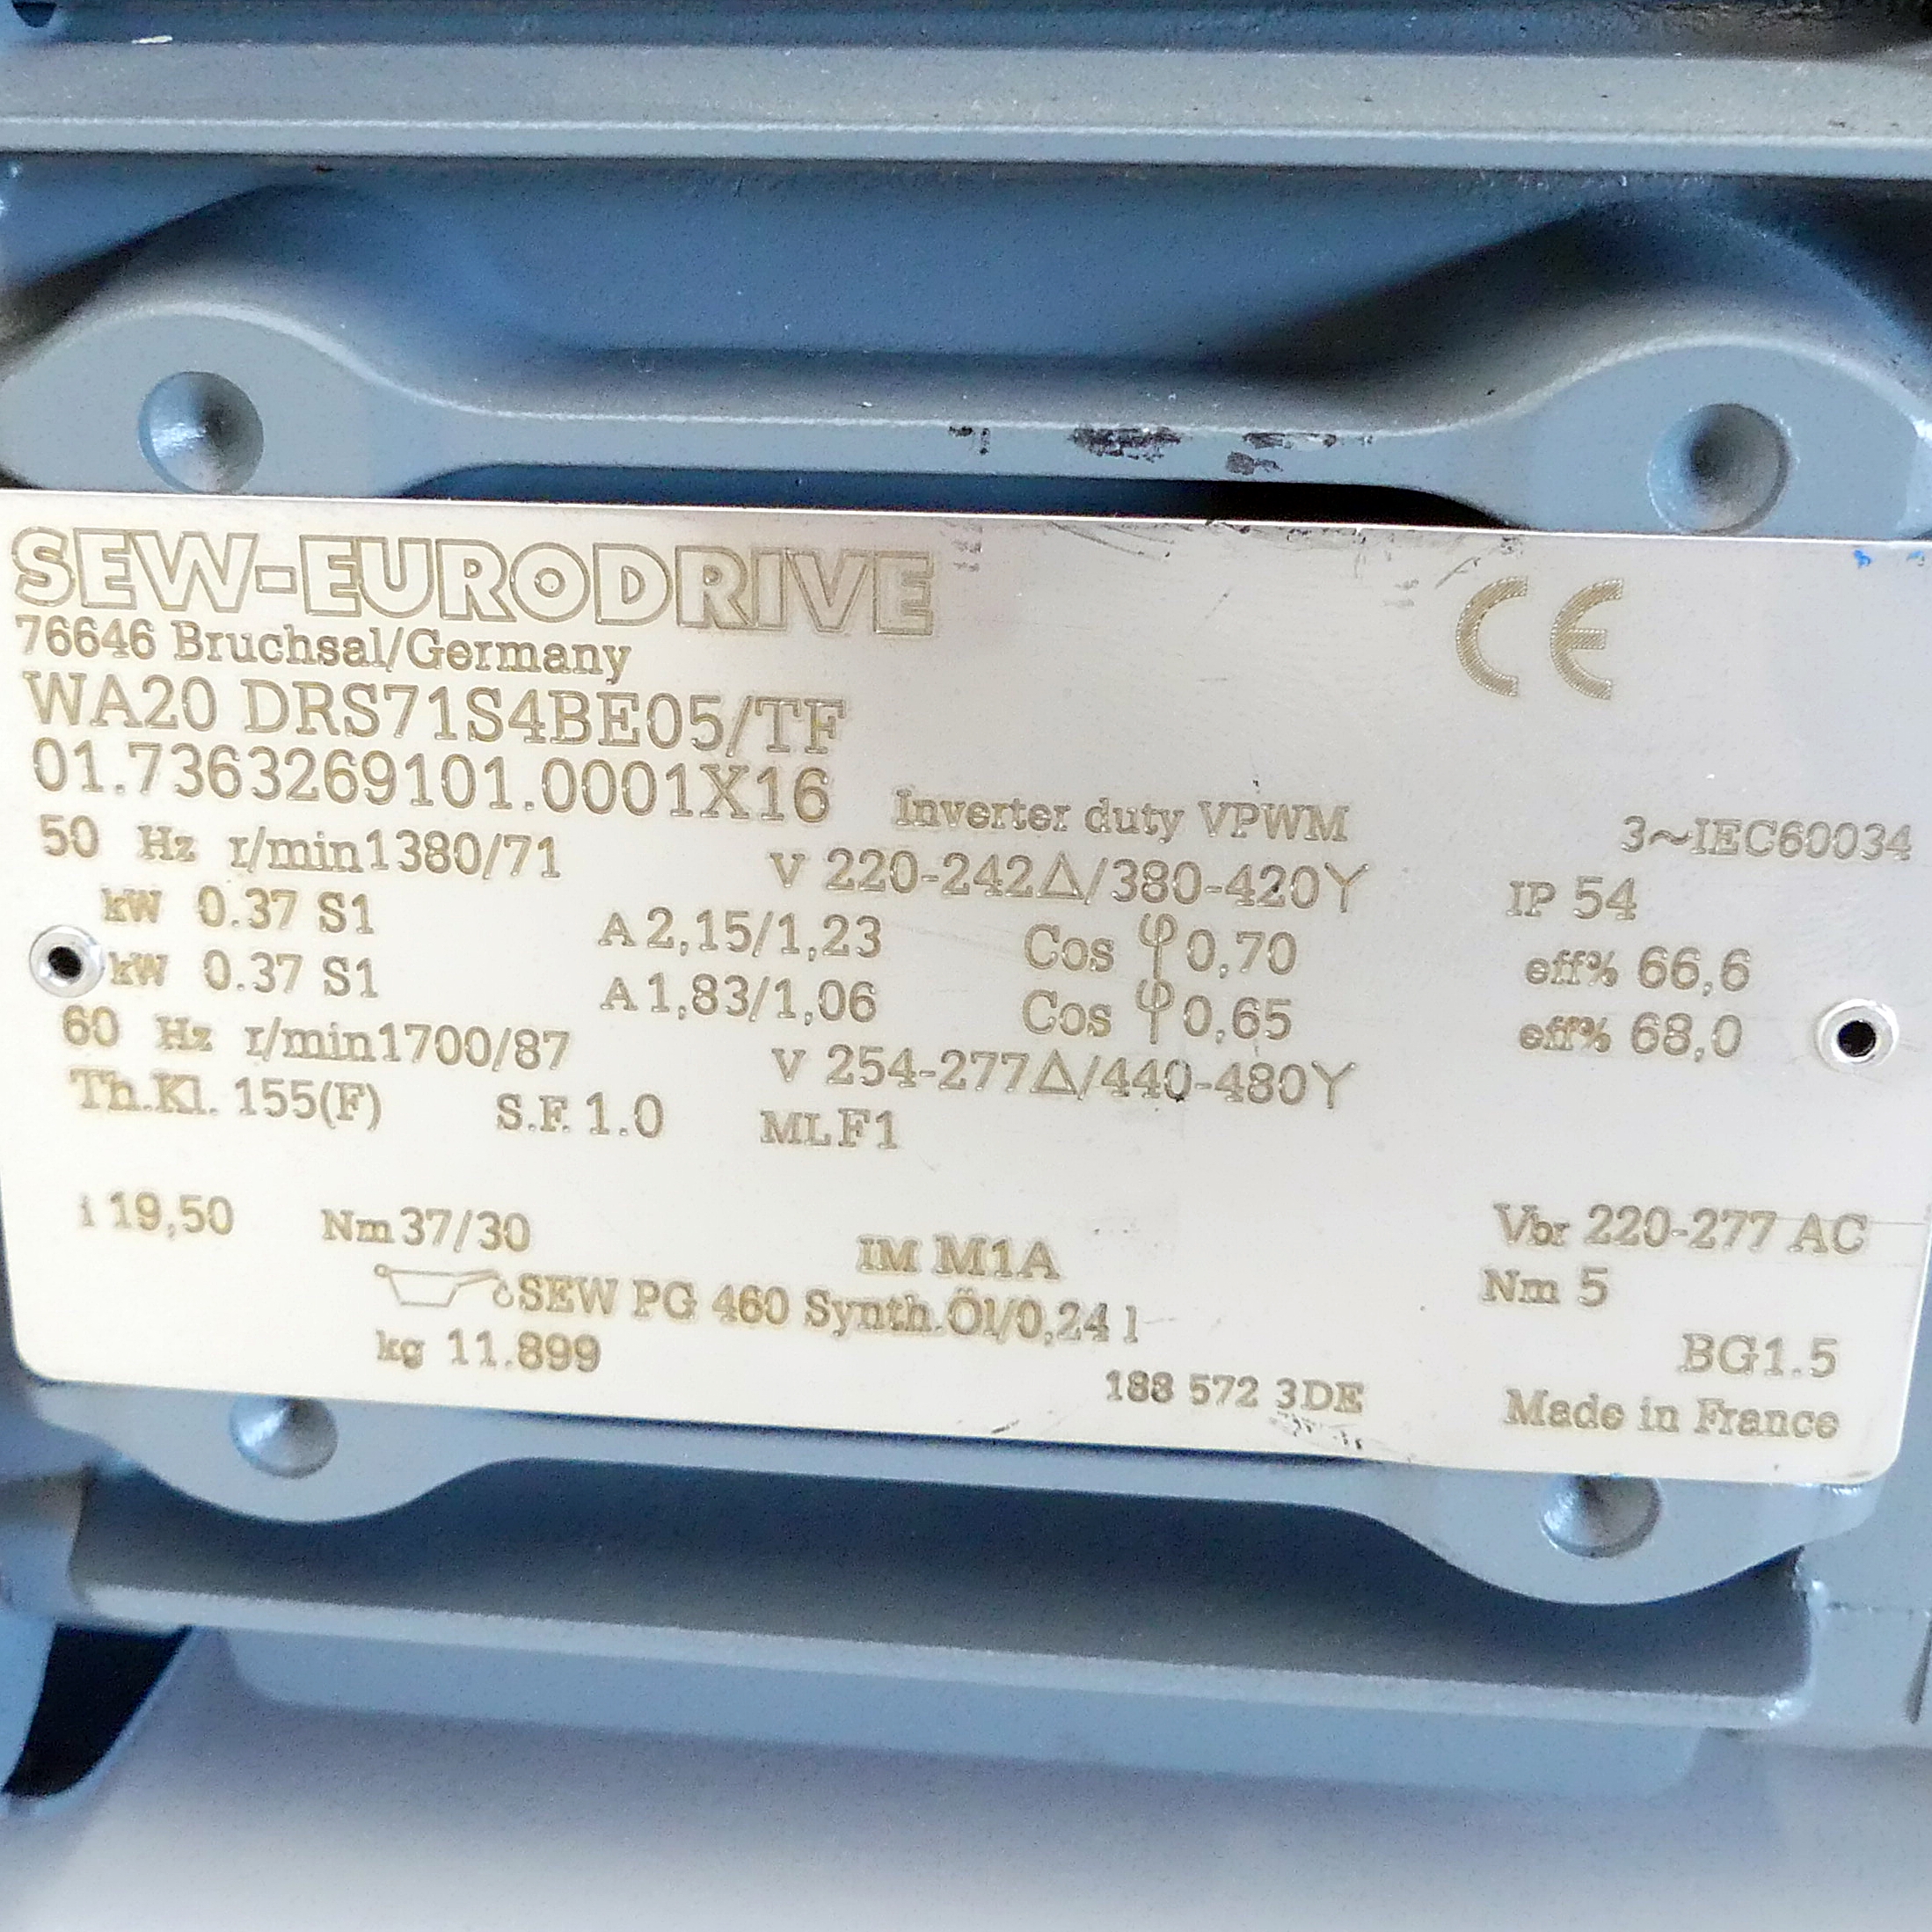 SEW-EURODRIVE
CE
76646 Bruchsal/Germany
WA20 DRS71S4BE05/TF
01.7363269101.0001X16
Inverter duty VPWM
3~IEC60034
50 Hz r/min1380/71 V 220-242△/380-420Y IP 54
kW 0.37 S1 A 2,15/1,23 Cos φ 0,70 eff% 66,6
kW 0.37 S1 A 1,83/1,06 Cos φ 0,65 eff% 68,0
60 Hz r/min1700/87 V 254-277△/440-480Y
Th.Kl. 155(F) S.F. 1.0 ML F1
i 19,50 Nm 37/30 IM M1A Vbr 220-277 AC
SEW PG 460 Synth.Öl/0,24 l Nm 5
kg 11.899 BG1.5
188 572 3DE Made in France